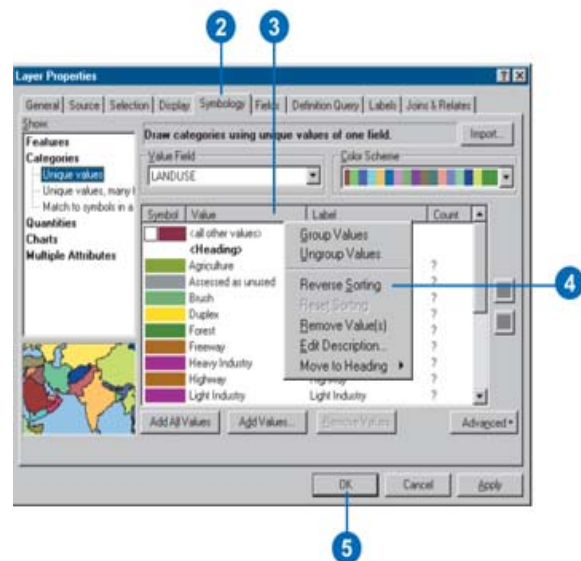 2
3
Layer Properties
General
Source
Selection
Display
Symbology
Fields
Definition Query
Labels
Joins & Relates
Show:
Features
Categories
Unique values
Unique values, many
Match to symbols in a
Quantities
Charts
Multiple Attributes
Draw categories using unique values of one field.
Import...
Value Field
LANDUSE
Color Scheme
Symbol Value Label Count
<all other values>
<Heading>
Agriculture ?
Assessed as unused ?
Brush ?
Duplex ?
Forest ?
Freeway ?
Heavy Industry ?
Highway Highway ?
Light Industry Light Industry ?
Group Values
Ungroup Values
Reverse Sorting
Reset Sorting
Remove Value(s)
Edit Description...
Move to Heading
4
Add All Values
Add Values...
Remove Values
Advanced
OK
Cancel
Apply
5